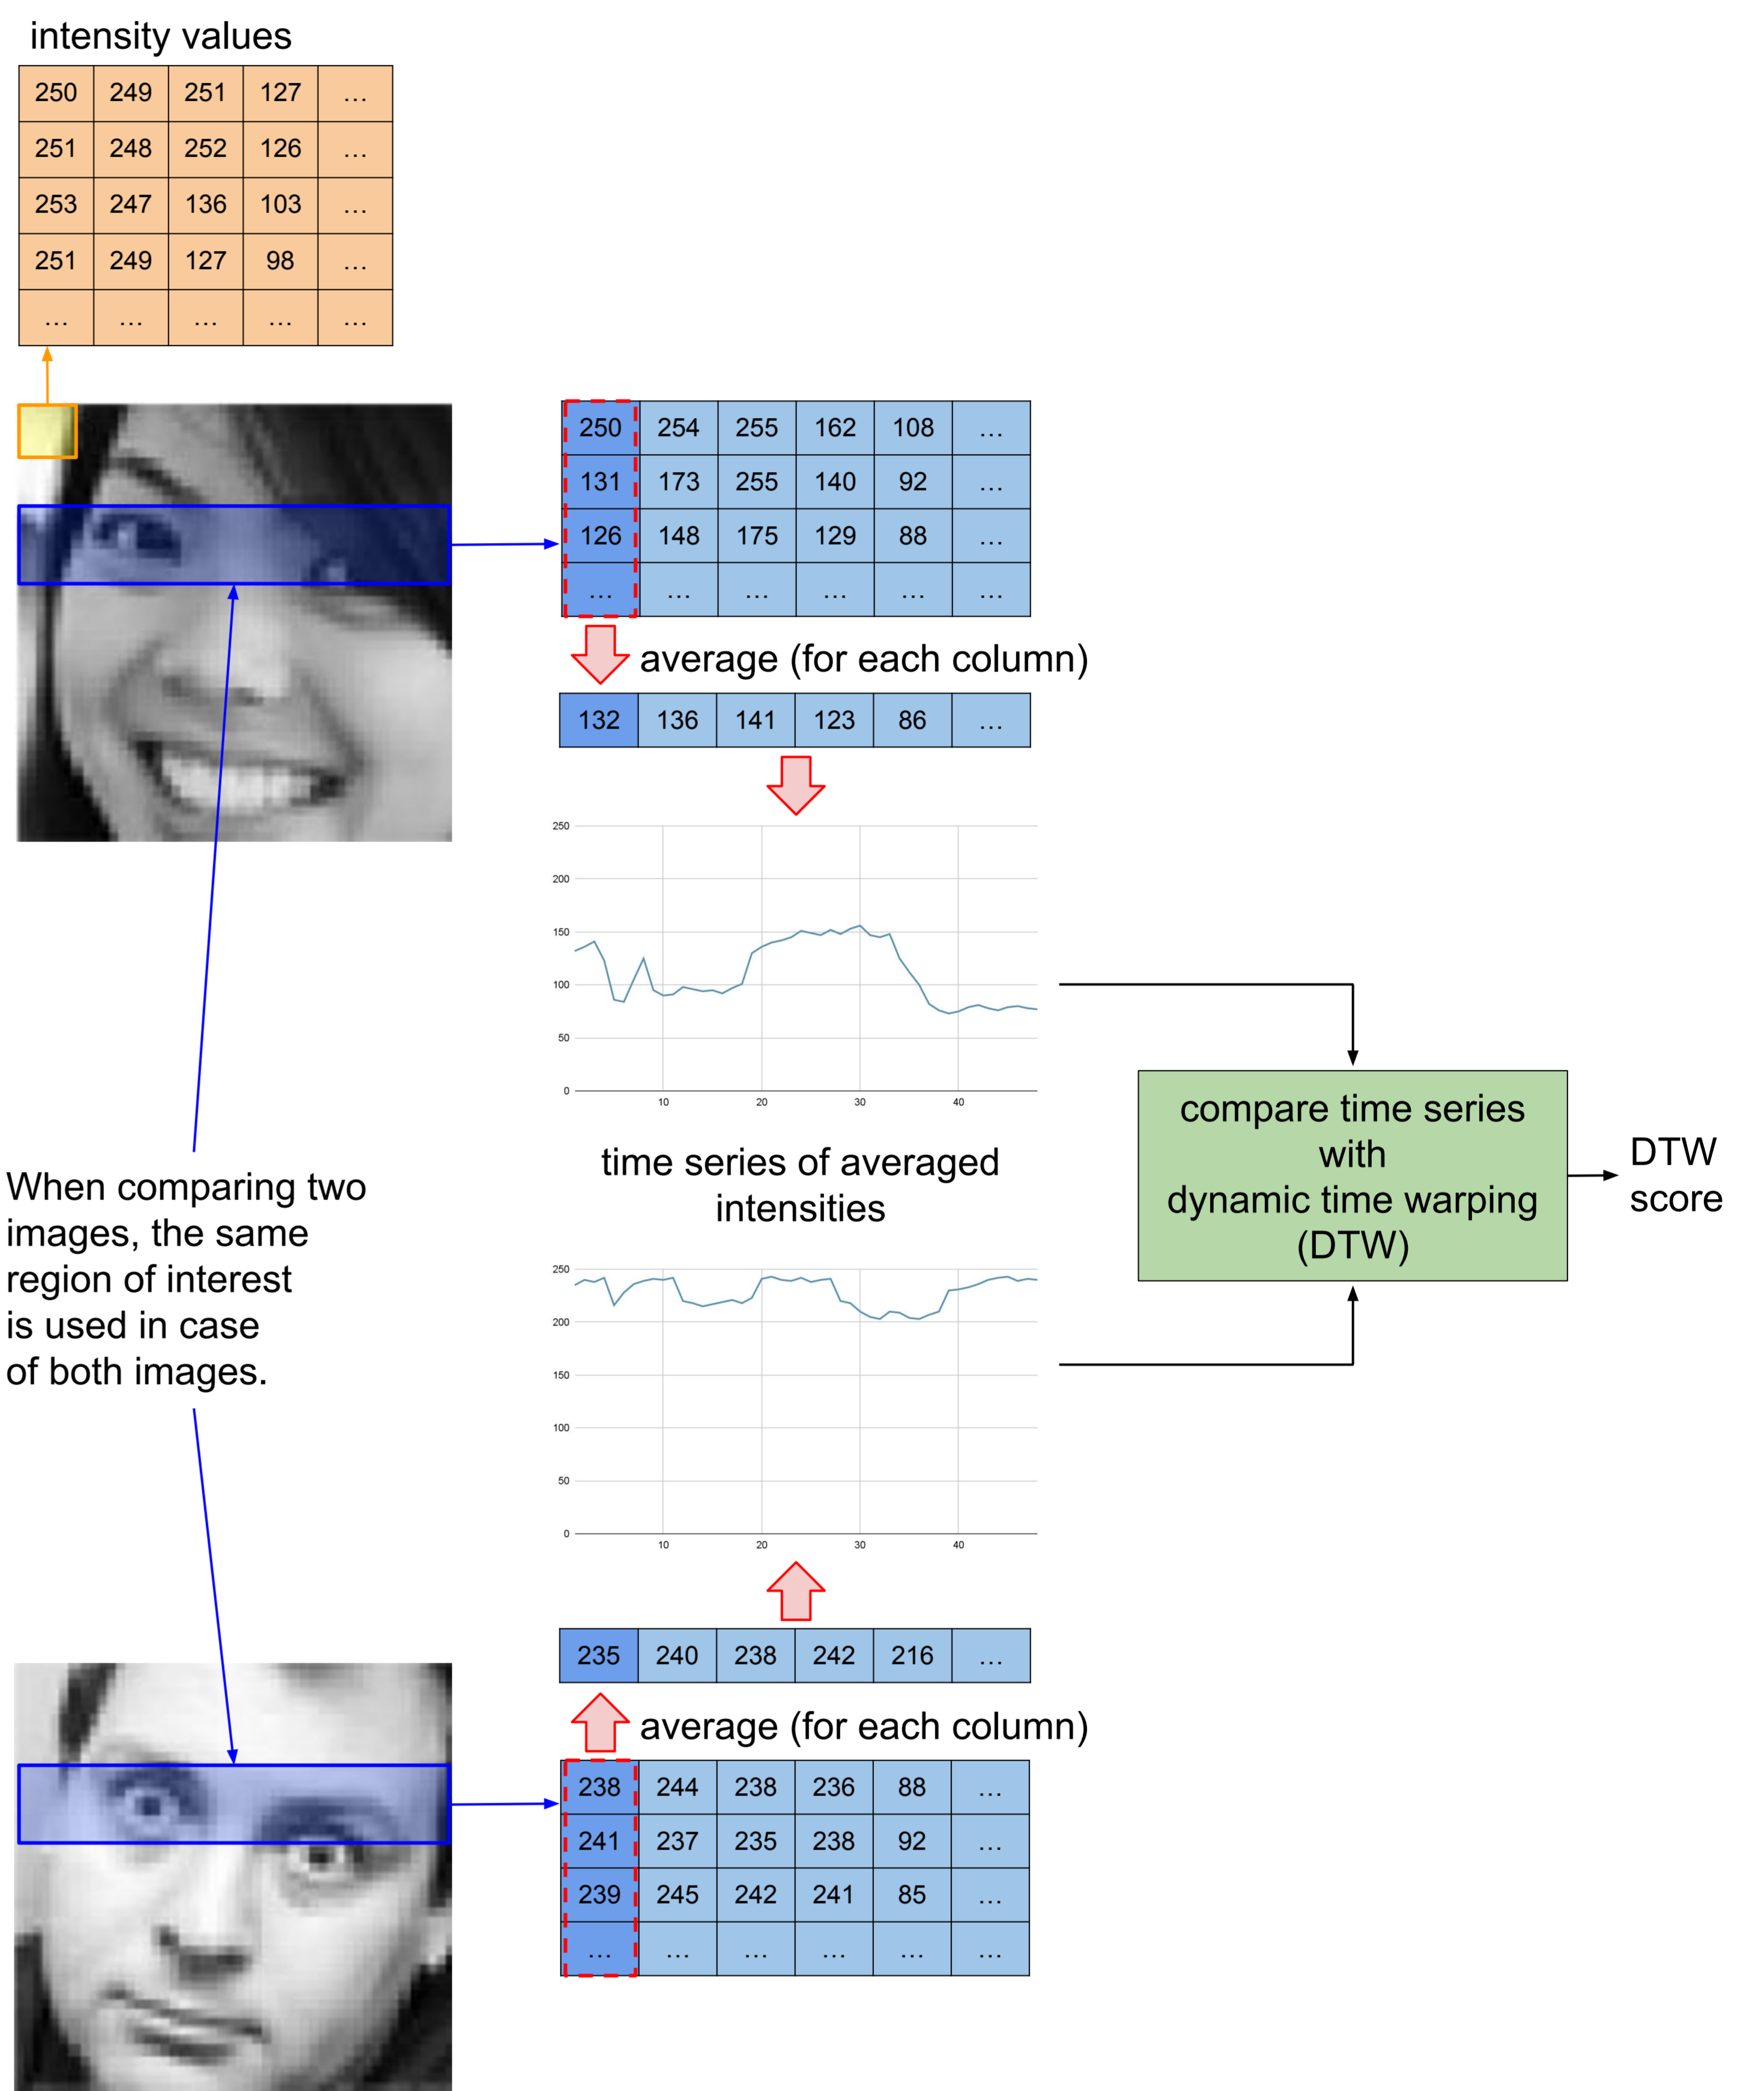 intensity values
250 249 251 127 ...
251 248 252 126 ...
253 247 136 103 ...
251 249 127 98 ...
... ... ... ... ...
250 254 255 162 108 ...
131 173 255 140 92 ...
126 148 175 129 88 ...
... ... ... ... ... ...
average (for each column)
132 136 141 123 86 ...
250
200
150
100
50
0
10 20 30 40
time series of averaged
intensities
When comparing two
images, the same
region of interest
is used in case
of both images.
compare time series
with
dynamic time warping
(DTW)
DTW
score
250
200
150
100
50
0
10 20 30 40
235 240 238 242 216 ...
average (for each column)
238 244 238 236 88 ...
241 237 235 238 92 ...
239 245 242 241 85 ...
... ... ... ... ... ...